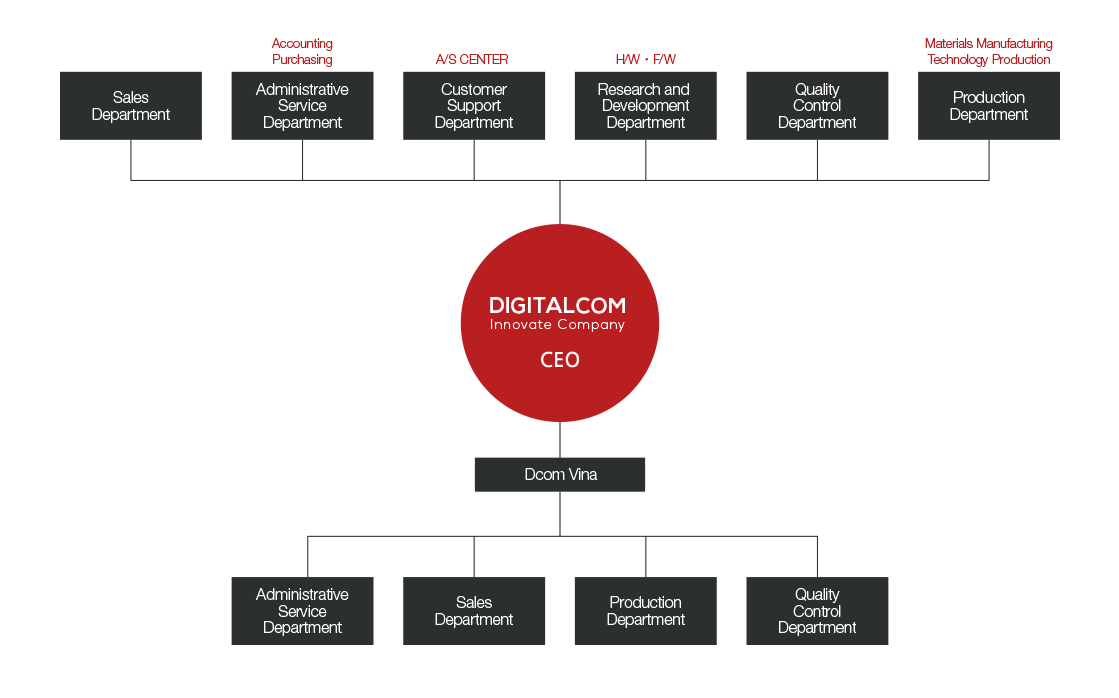 Accounting
Purchasing
A/S CENTER
H/W・F/W
Materials Manufacturing
Technology Production
Sales
Department
Administrative
Service
Department
Customer
Support
Department
Research and
Development
Department
Quality
Control
Department
Production
Department
DIGITALCOM
Innovate Company
CEO
Dcom Vina
Administrative
Service
Department
Sales
Department
Production
Department
Quality
Control
Department